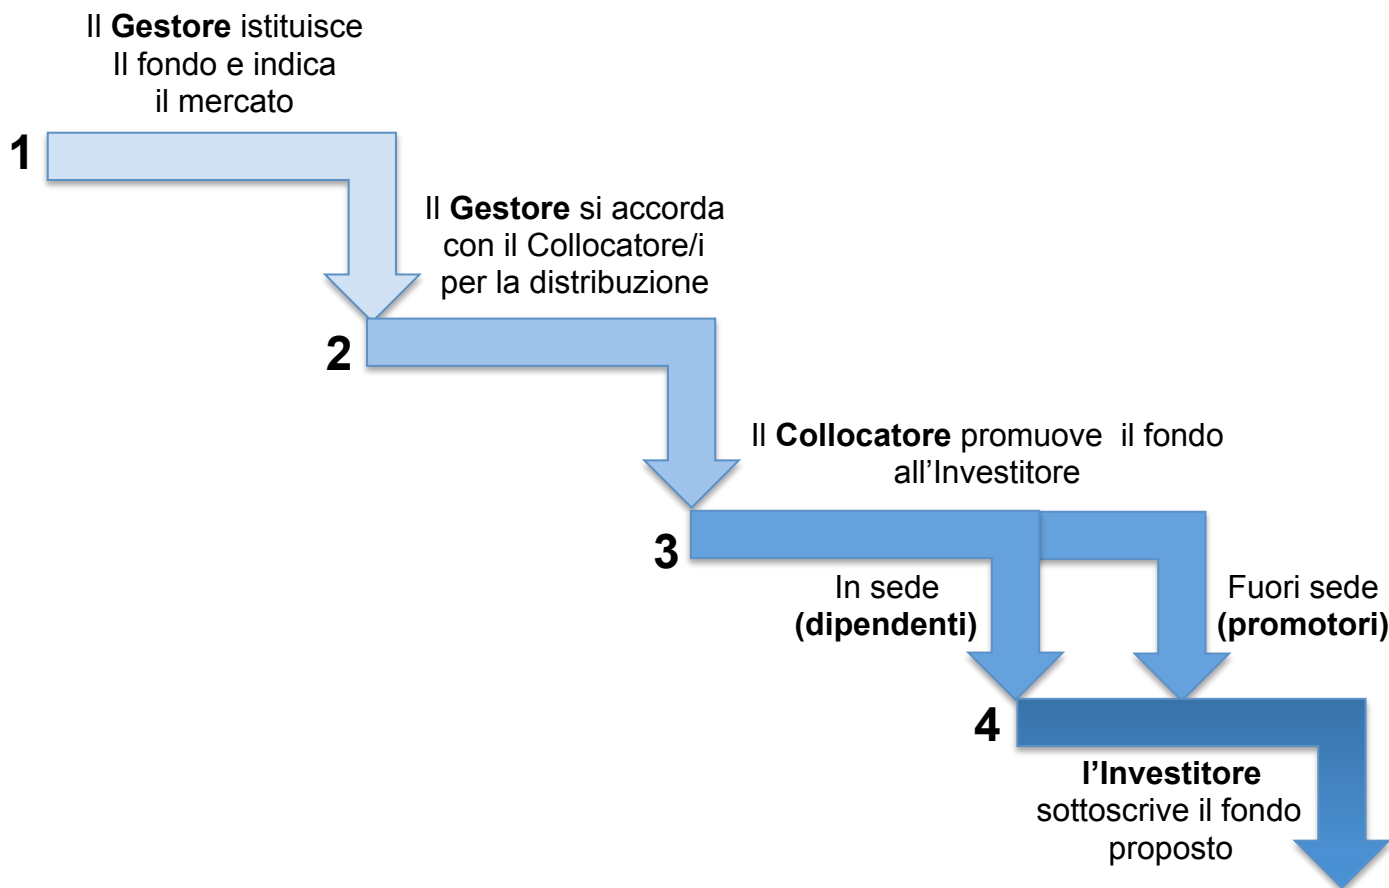 Il Gestore istituisce
Il fondo e indica
il mercato
1
Il Gestore si accorda
con il Collocatore/i
per la distribuzione
2
Il Collocatore promuove il fondo
all’Investitore
3
In sede
(dipendenti)
Fuori sede
(promotori)
4
l’Investitore
sottoscrive il fondo
proposto